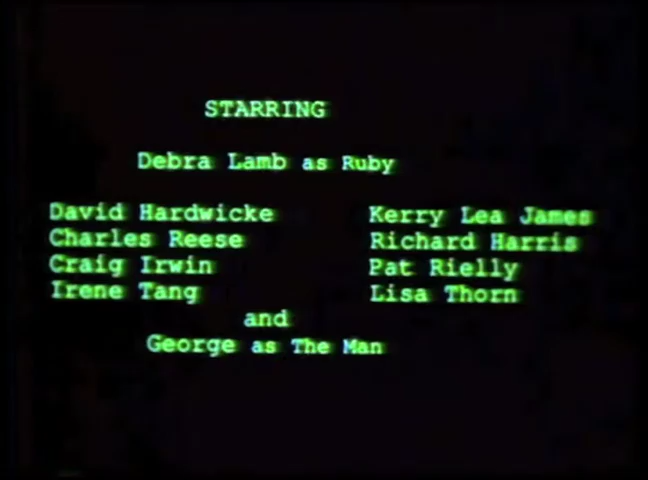 STARRING
Debra Lamb as Ruby
David Hardwicke Kerry Lea James
Charles Reese Richard Harris
Craig Irwin Pat Rielly
Irene Tang Lisa Thorn
and
George as The Man